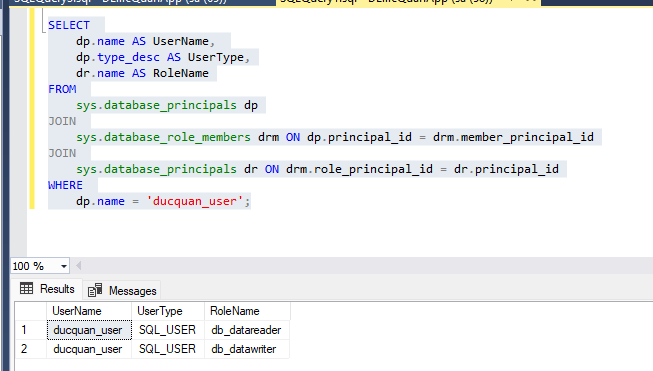 SELECT
dp.name AS UserName,
dp.type_desc AS UserType,
dr.name AS RoleName
FROM
sys.database_principals dp
JOIN
sys.database_role_members drm ON dp.principal_id = drm.member_principal_id
JOIN
sys.database_principals dr ON drm.role_principal_id = dr.principal_id
WHERE
dp.name = 'ducquan_user';
100 %
Results Messages
UserName UserType RoleName
1 ducquan_user SQL_USER db_datareader
2 ducquan_user SQL_USER db_datawriter